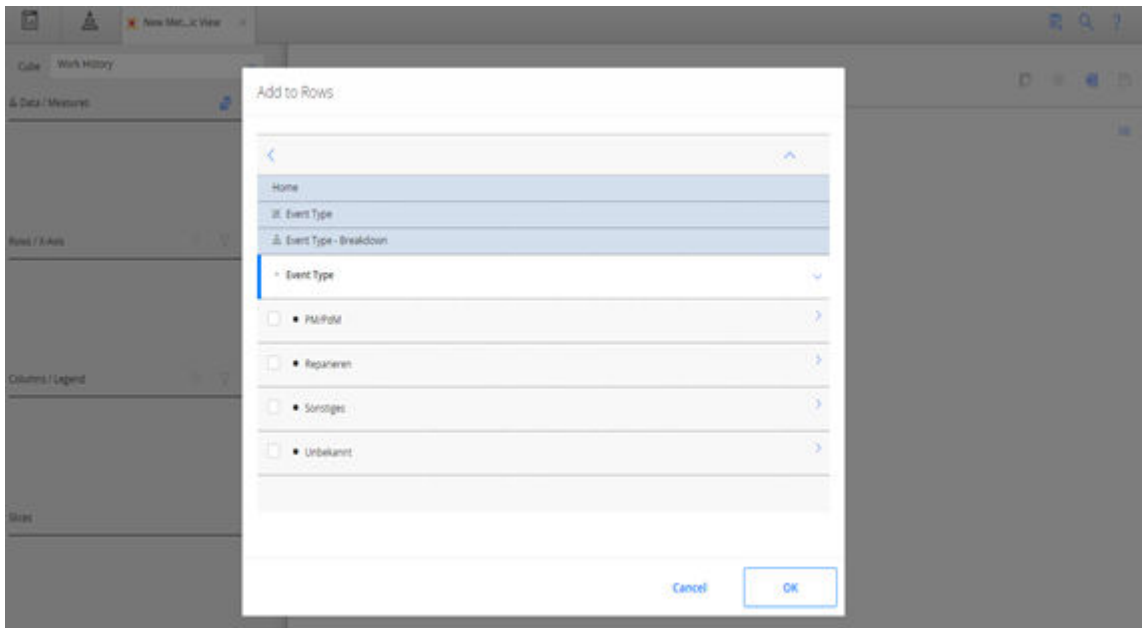 New Met...ic View
Cube Work History
Data / Measures
Add to Rows
Home
Event Type
Event Type - Breakdown
Event Type
PM/PdM
Reparieren
Sonstiges
Unbekannt
Rows / X-Axis
Columns / Legend
Slices
Cancel OK